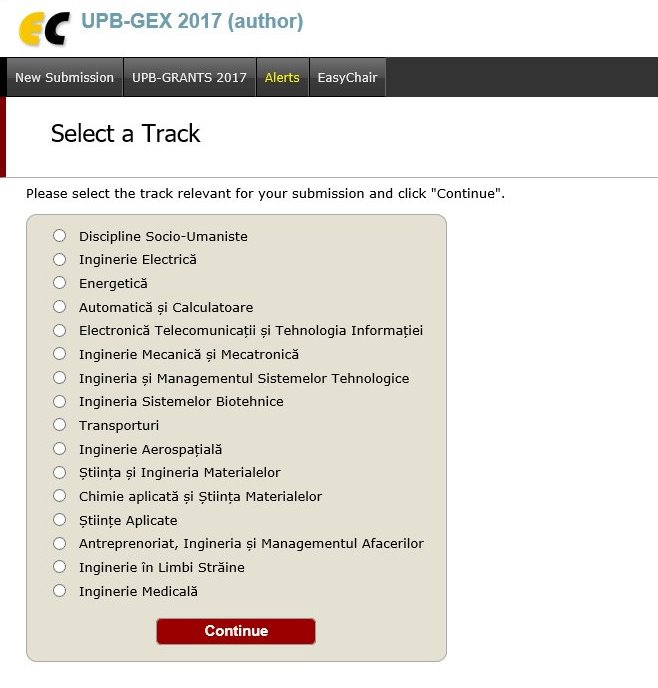 EC
UPB-GEX 2017 (author)
New Submission UPB-GRANTS 2017 Alerts EasyChair
Select a Track
Please select the track relevant for your submission and click "Continue".
Discipline Socio-Umaniste
Inginerie Electrică
Energetică
Automatică și Calculatoare
Electronică Telecomunicații și Tehnologia Informației
Inginerie Mecanică și Mecatronică
Ingineria și Managementul Sistemelor Tehnologice
Ingineria Sistemelor Biotehnice
Transporturi
Inginerie Aerospațială
Știința și Ingineria Materialelor
Chimie aplicată și Știința Materialelor
Științe Aplicate
Antreprenoriat, Ingineria și Managementul Afacerilor
Inginerie în Limbi Străine
Inginerie Medicală
Continue